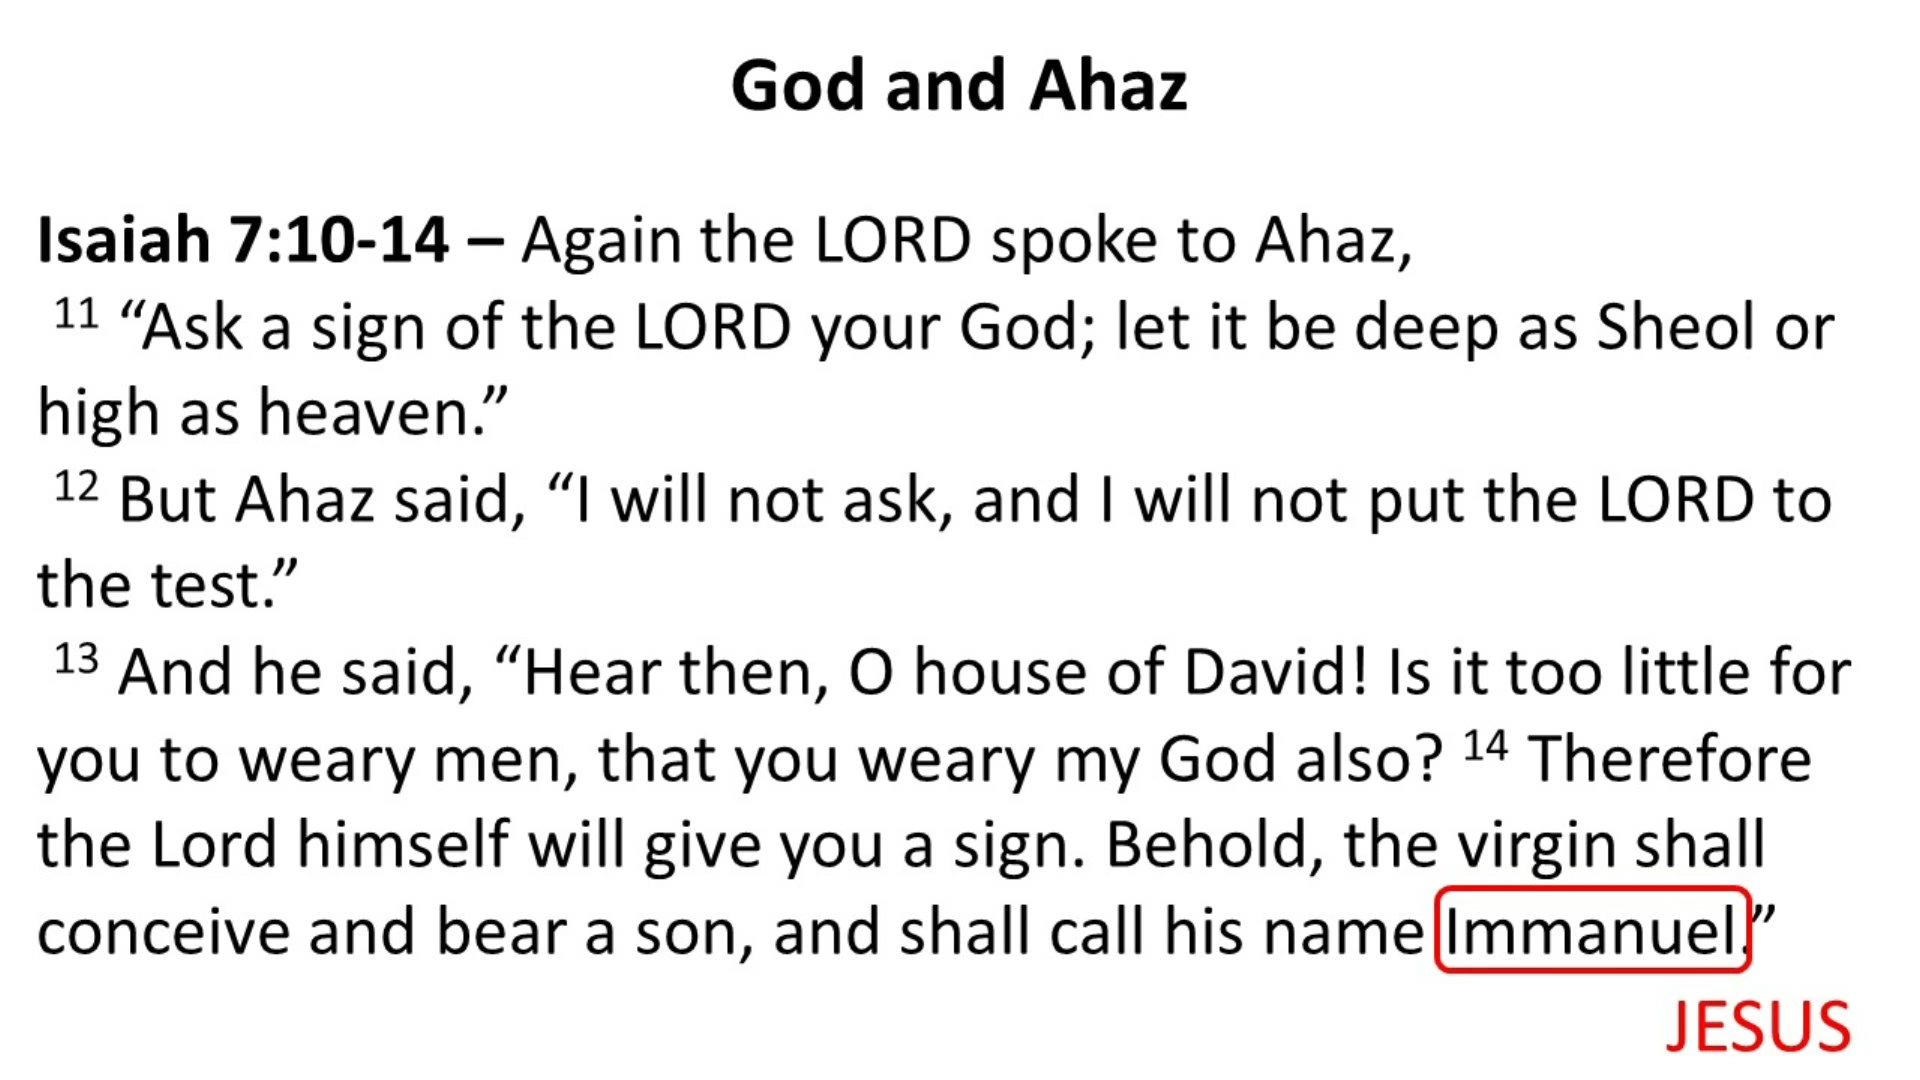 God and Ahaz
Isaiah 7:10-14 – Again the LORD spoke to Ahaz,
11 “Ask a sign of the LORD your God; let it be deep as Sheol or
high as heaven.”
12 But Ahaz said, “I will not ask, and I will not put the LORD to
the test.”
13 And he said, “Hear then, O house of David! Is it too little for
you to weary men, that you weary my God also? 14 Therefore
the Lord himself will give you a sign. Behold, the virgin shall
conceive and bear a son, and shall call his name Immanuel.”
JESUS